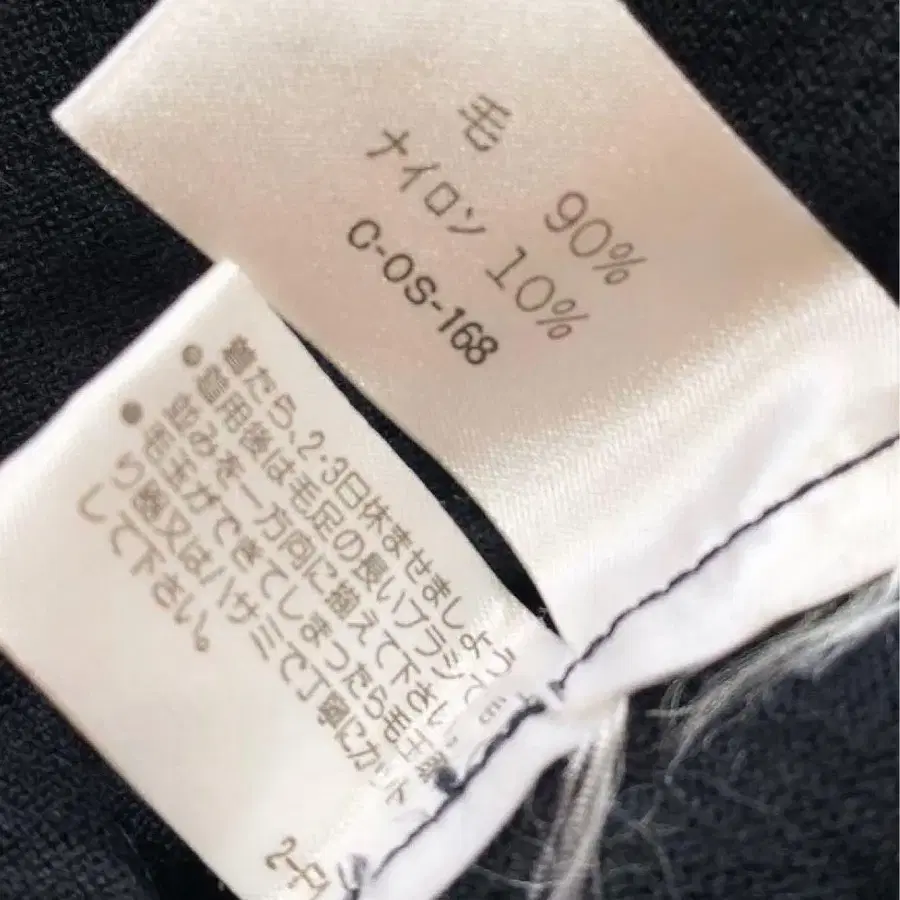 毛 90%
ナイロン 10%
C-OS-168
着たら、2・3日休ませましょう
●着用後は毛足の長いブラシで
並みを一方向に揃えて下さい
●毛玉ができてしまったら毛玉
り器又はハサミで丁寧にカット
して下さい。